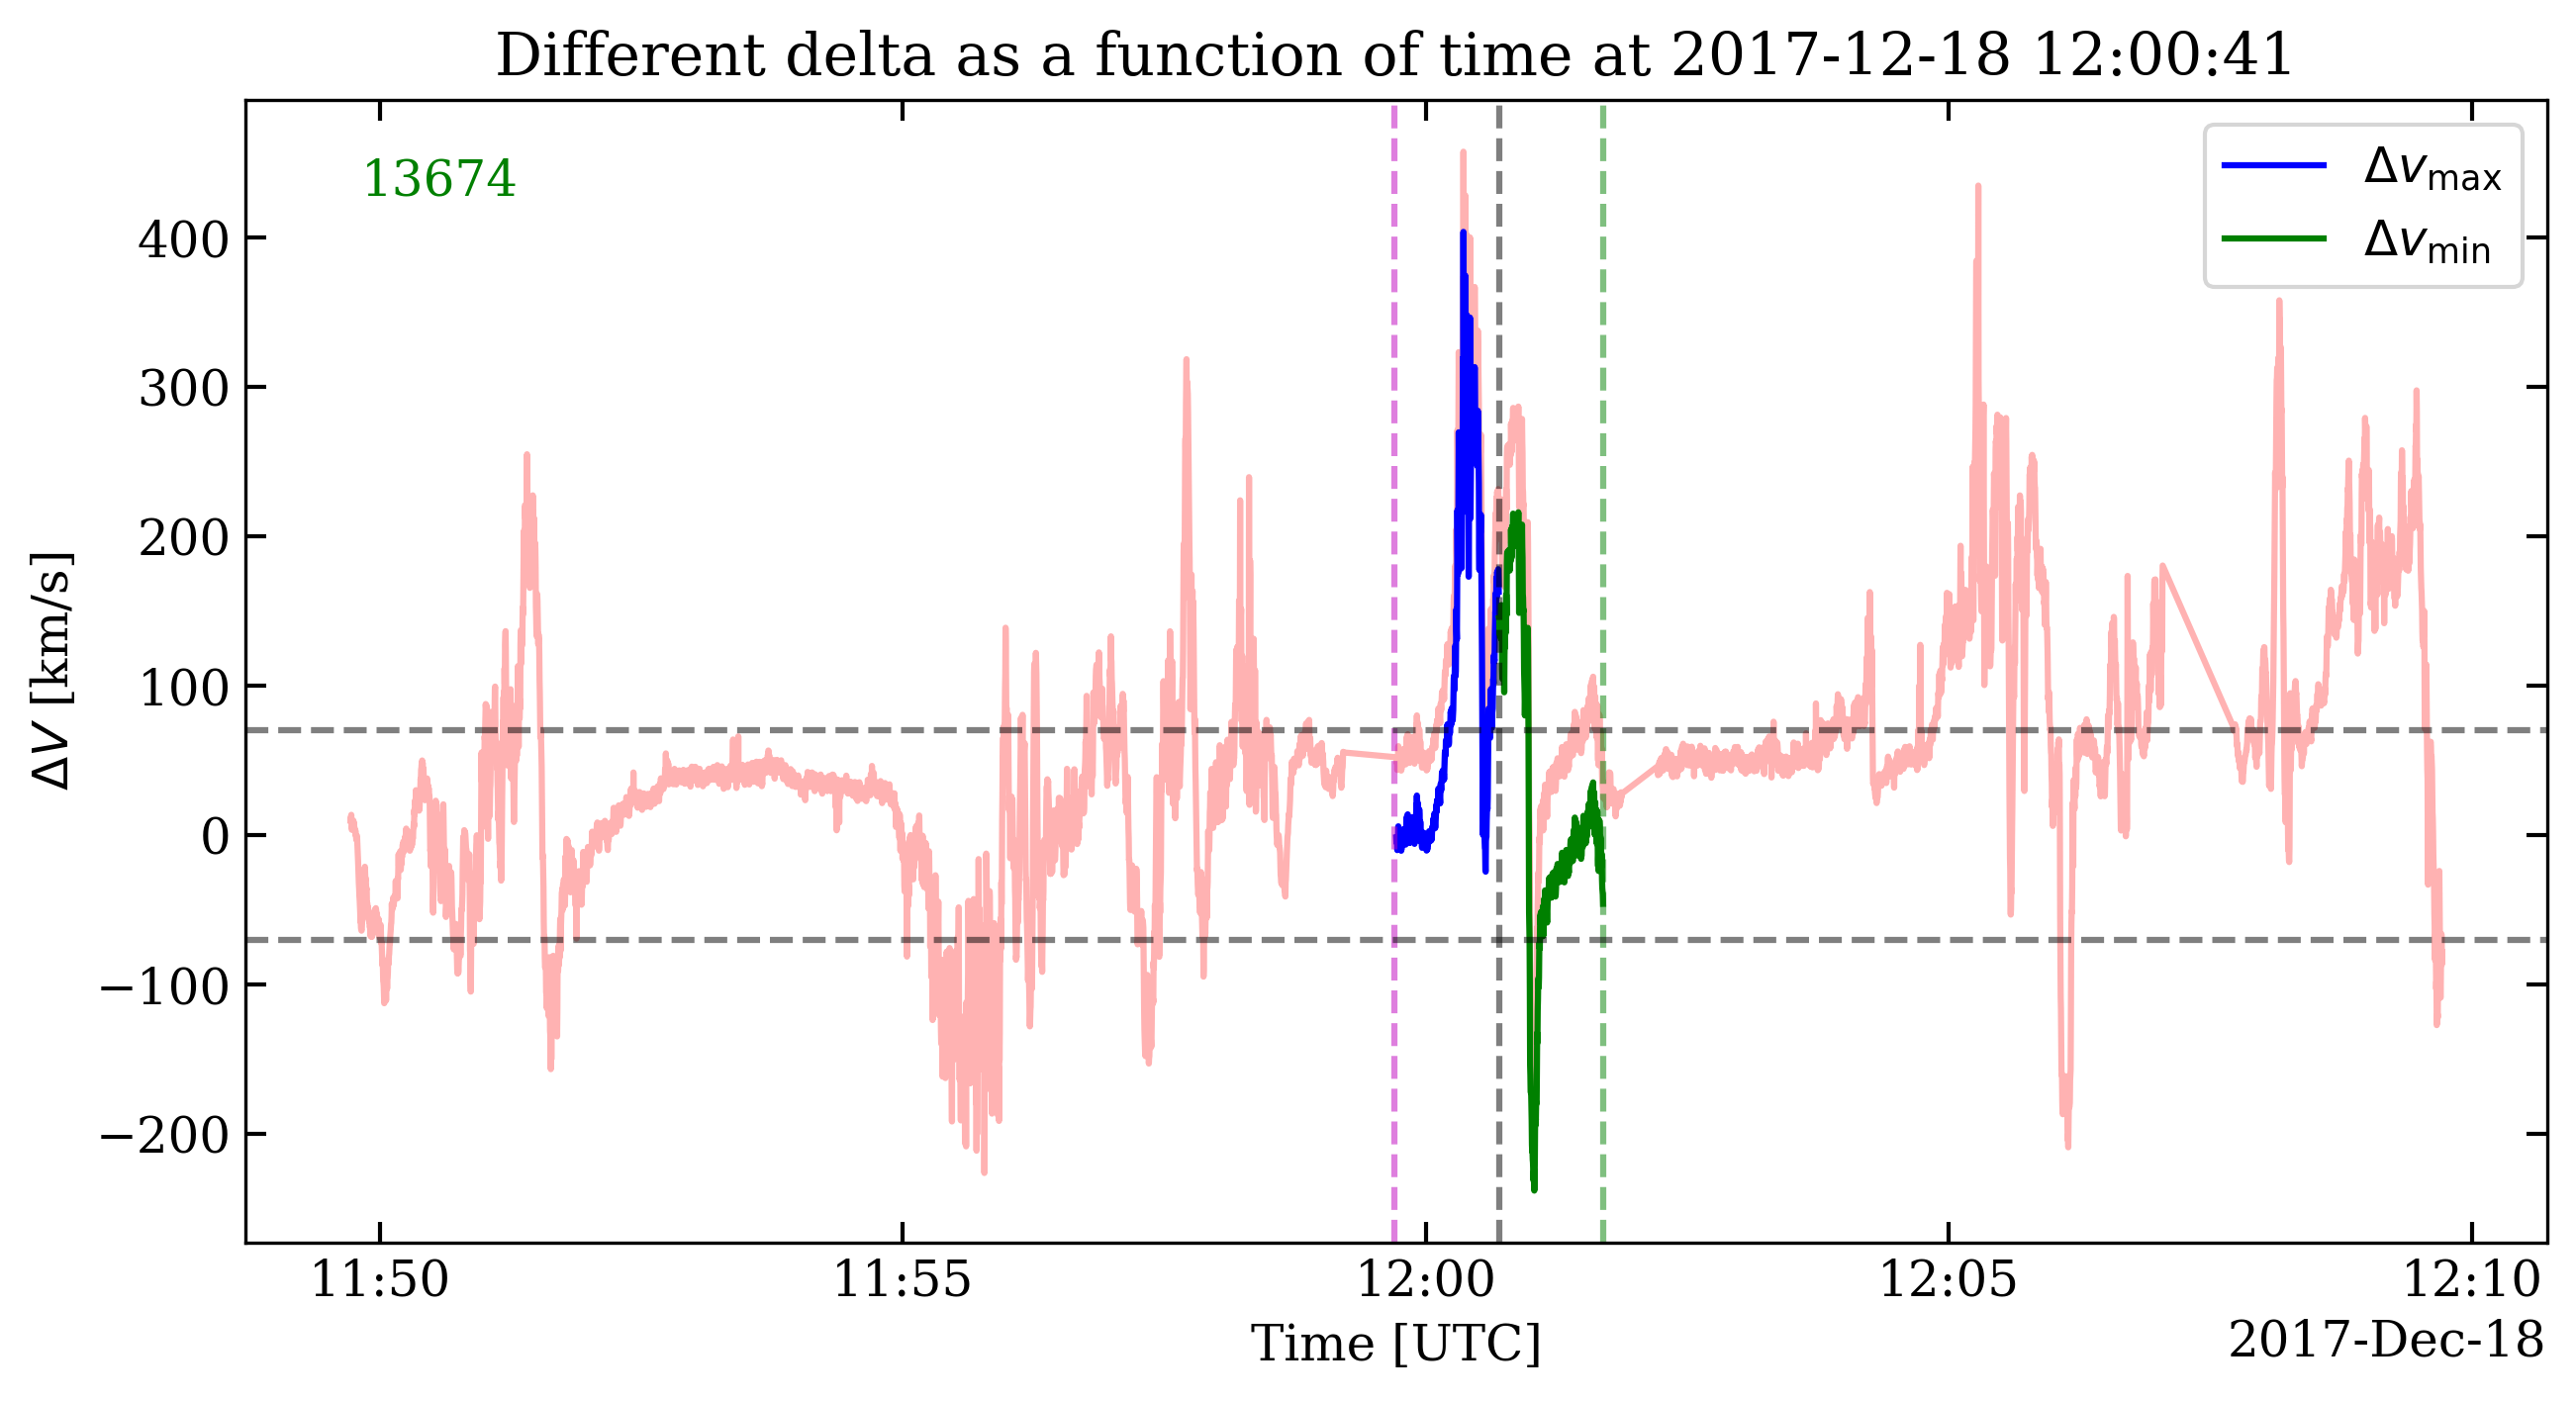 Different delta as a function of time at 2017-12-18 12:00:41
13674
Δv_max
Δv_min
400
300
200
100
0
−100
−200
ΔV [km/s]
11:50 11:55 12:00 12:05 12:10
Time [UTC]
2017-Dec-18